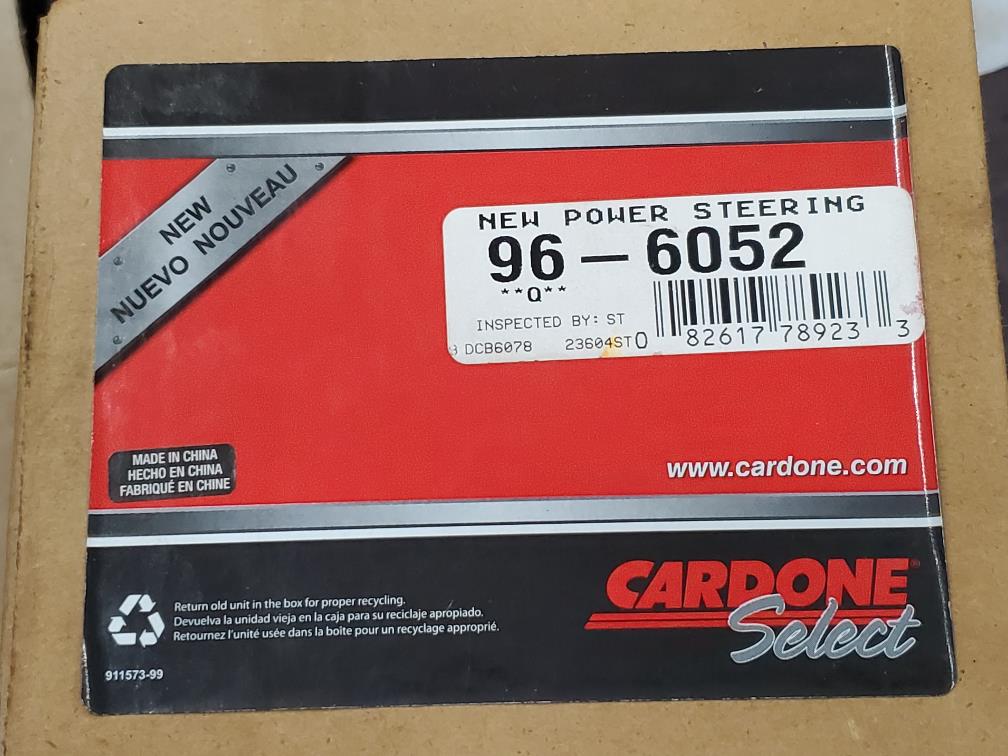 NEW
NUEVO NOUVEAU
NEW POWER STEERING
96-6052
**Q**
INSPECTED BY: ST
DCB6078 23604ST
0 82617 78923 3
MADE IN CHINA
HECHO EN CHINA
FABRIQUÉ EN CHINE
www.cardone.com
CARDONE®
Select
Return old unit in the box for proper recycling.
Devuelva la unidad vieja en la caja para su reciclaje apropiado.
Retournez l'unité usée dans la boîte pour un recyclage approprié.
911573-99